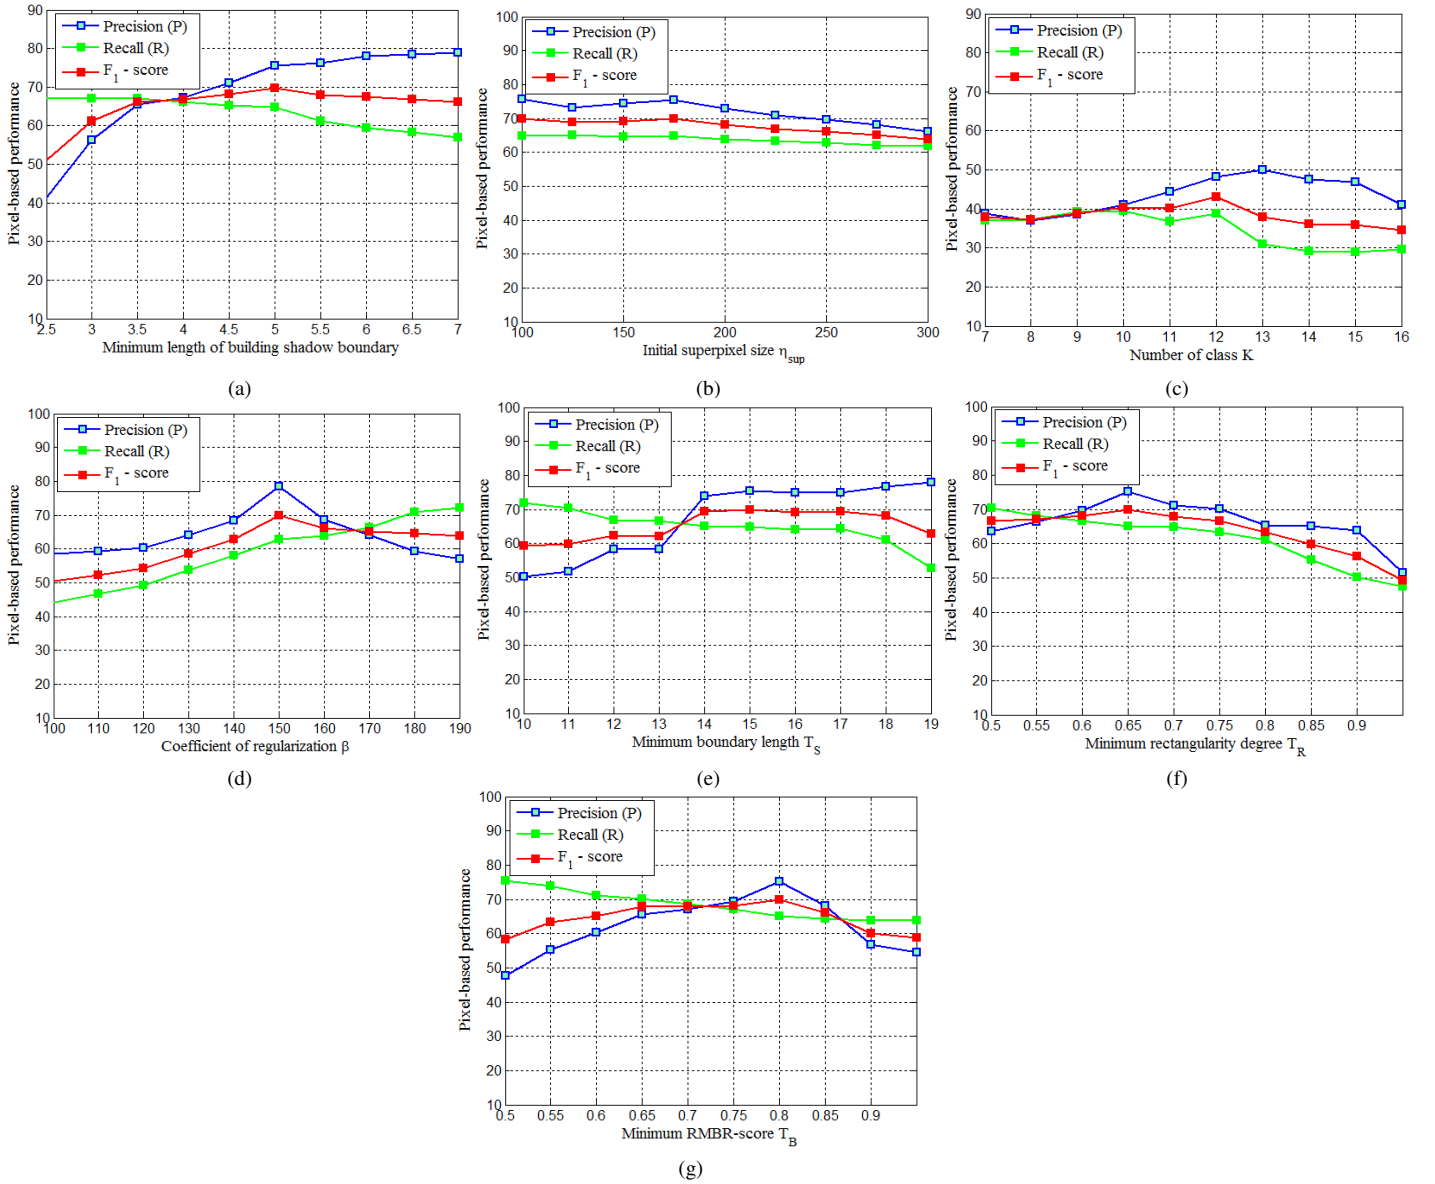 Precision (P)
Recall (R)
F1 - score
Pixel-based performance
90
80
70
60
50
40
30
20
10
2.5 3 3.5 4 4.5 5 5.5 6 6.5 7
Minimum length of building shadow boundary
(a)
Precision (P)
Recall (R)
F1 - score
Pixel-based performance
100
90
80
70
60
50
40
30
20
10
100 150 200 250 300
Initial superpixel size ηsup
(b)
Precision (P)
Recall (R)
F1 - score
Pixel-based performance
90
80
70
60
50
40
30
20
10
7 8 9 10 11 12 13 14 15 16
Number of class K
(c)
Precision (P)
Recall (R)
F1 - score
Pixel-based performance
100
90
80
70
60
50
40
30
20
10
100 110 120 130 140 150 160 170 180 190
Coefficient of regularization β
(d)
Precision (P)
Recall (R)
F1 - score
Pixel-based performance
100
90
80
70
60
50
40
30
20
10
10 11 12 13 14 15 16 17 18 19
Minimum boundary length TS
(e)
Precision (P)
Recall (R)
F1 - score
Pixel-based performance
100
90
80
70
60
50
40
30
20
10
0.5 0.55 0.6 0.65 0.7 0.75 0.8 0.85 0.9
Minimum rectangularity degree TR
(f)
Precision (P)
Recall (R)
F1 - score
Pixel-based performance
100
90
80
70
60
50
40
30
20
10
0.5 0.55 0.6 0.65 0.7 0.75 0.8 0.85 0.9
Minimum RMBR-score TB
(g)